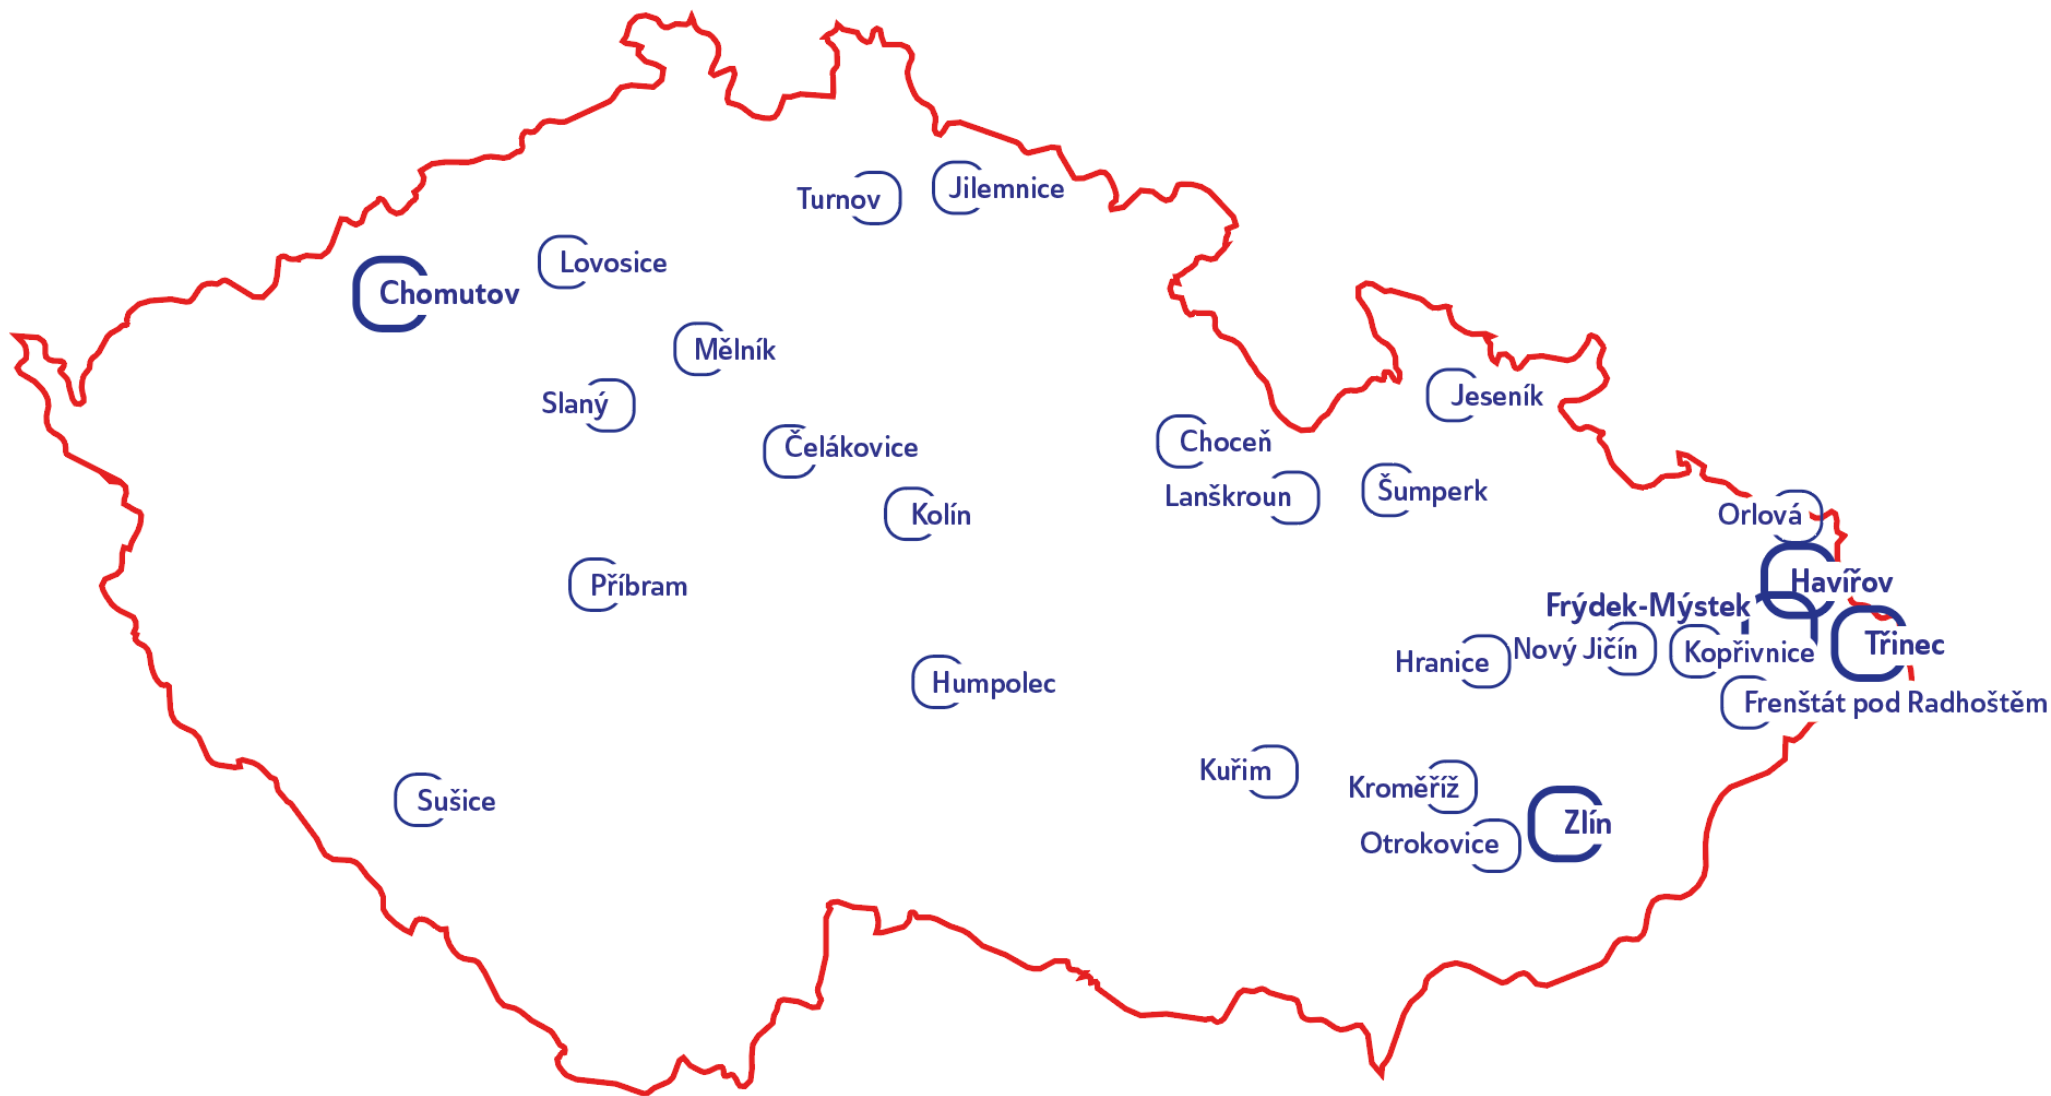 Jilemnice
Turnov
Lovosice
Chomutov
Mělník
Jeseník
Slaný
Choceň
Čelákovice
Šumperk
Lanškroun
Orlová
Kolín
Havířov
Příbram
Frýdek-Mýstek
Třinec
Nový Jičín
Kopřivnice
Hranice
Humpolec
Frenštát pod Radhoštěm
Kuřim
Kroměříž
Sušice
Zlín
Otrokovice